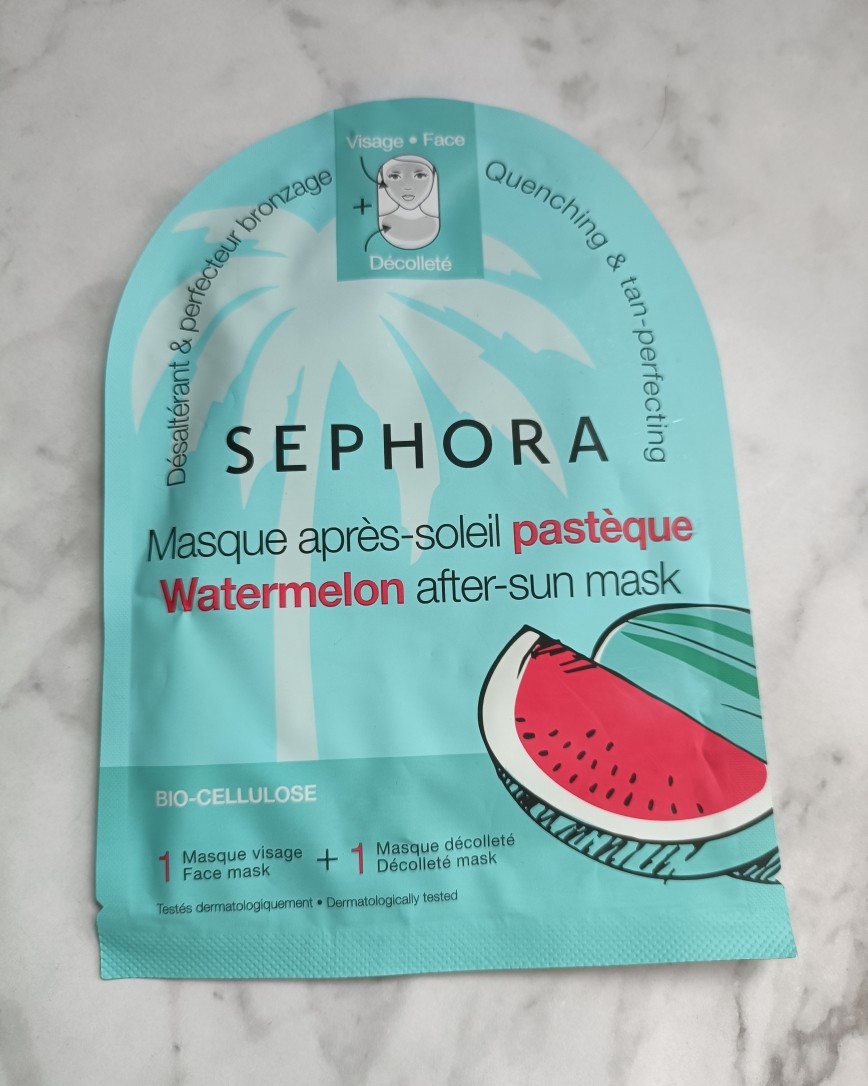 Visage • Face
+
Décolleté
Désaltérant & perfecteur bronzage
Quenching & tan-perfecting
SEPHORA
Masque après-soleil pastèque
Watermelon after-sun mask
BIO-CELLULOSE
1 Masque visage + 1 Masque décolleté
Face mask Décolleté mask
Testés dermatologiquement • Dermatologically tested